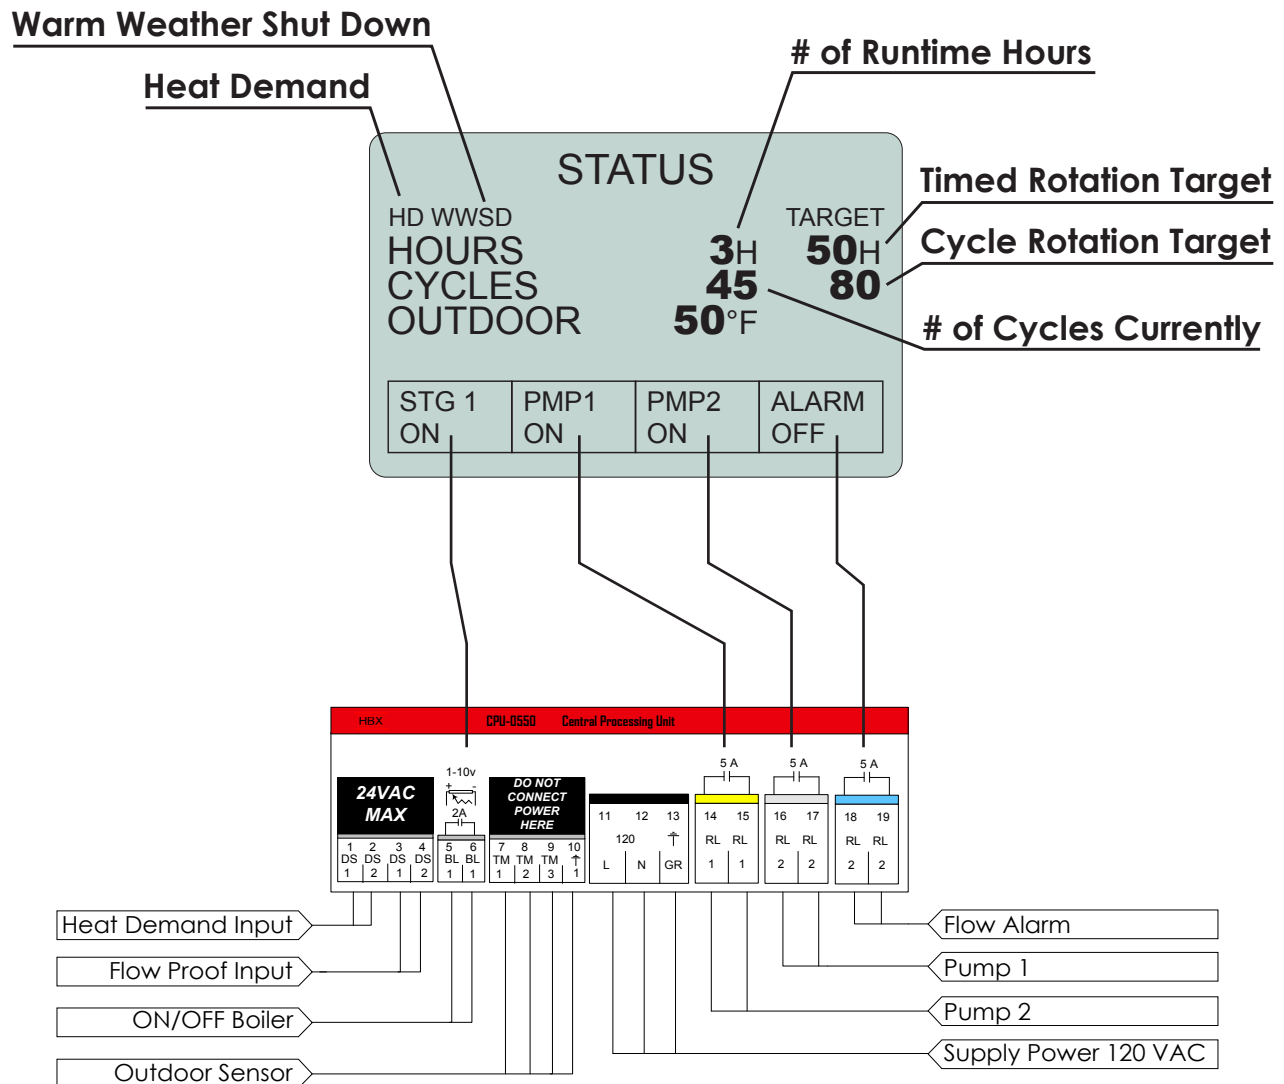 Warm Weather Shut Down
# of Runtime Hours
Heat Demand
STATUS
Timed Rotation Target
HD WWSD TARGET
HOURS 3H 50H
Cycle Rotation Target
CYCLES 45 80
OUTDOOR 50°F
# of Cycles Currently
STG 1 PMP1 PMP2 ALARM
ON ON ON OFF
HBX CPU-0550 Central Processing Unit
1-10v
+ -
2A
24VAC
MAX
DO NOT
CONNECT
POWER
HERE
5 A 5 A 5 A
1 2 3 4 5 6 7 8 9 10 11 12 13 14 15 16 17 18 19
DS DS DS DS BL BL TM TM TM 120 RL RL RL RL RL RL
1 2 1 2 1 1 1 2 3 1 L N GR 1 1 2 2 2 2
Heat Demand Input
Flow Proof Input
ON/OFF Boiler
Outdoor Sensor
Flow Alarm
Pump 1
Pump 2
Supply Power 120 VAC